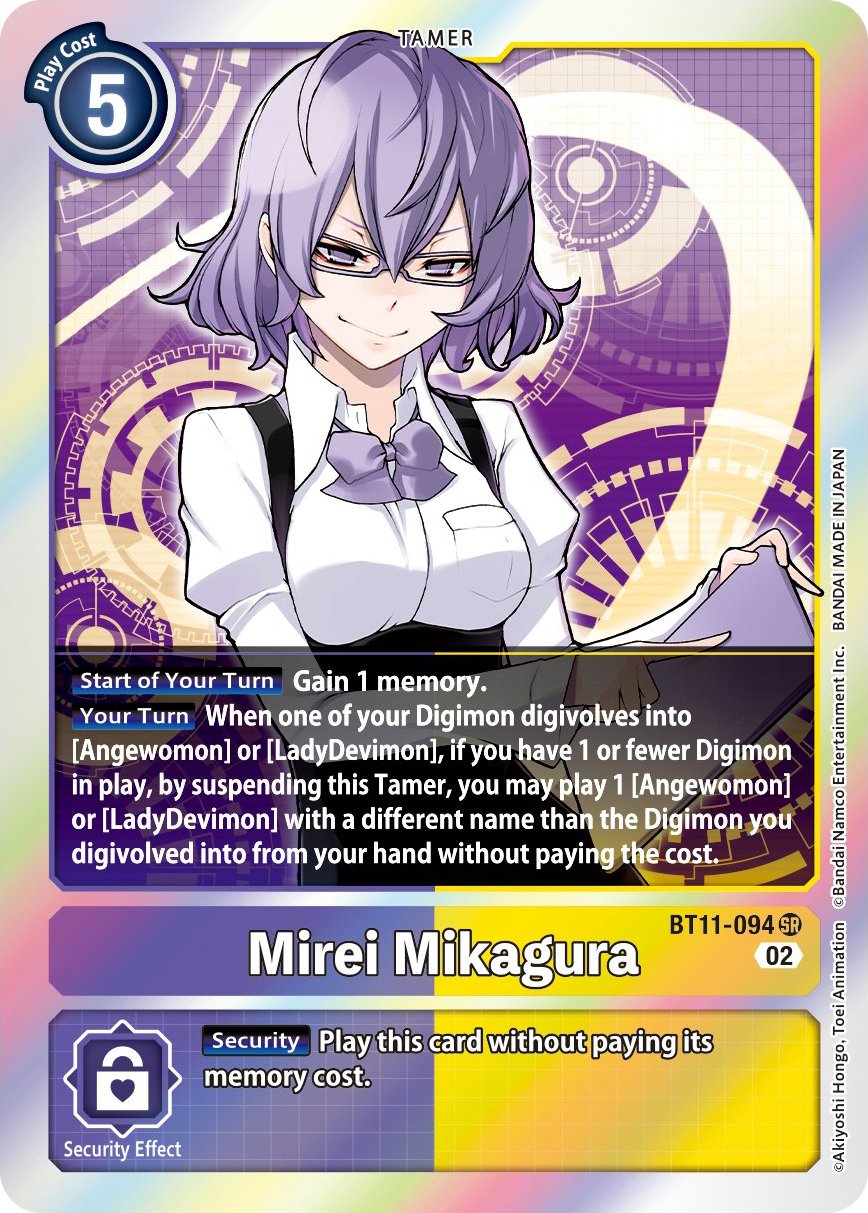 TAMER
Play Cost
5
Start of Your Turn Gain 1 memory.
Your Turn When one of your Digimon digivolves into
[Angewomon] or [LadyDevimon], if you have 1 or fewer Digimon
in play, by suspending this Tamer, you may play 1 [Angewomon]
or [LadyDevimon] with a different name than the Digimon you
digivolved into from your hand without paying the cost.
BT11-094 SR
02
Mirei Mikagura
Security Play this card without paying its
memory cost.
Security Effect
©Akiyoshi Hongo, Toei Animation ©Bandai Namco Entertainment Inc. BANDAI MADE IN JAPAN